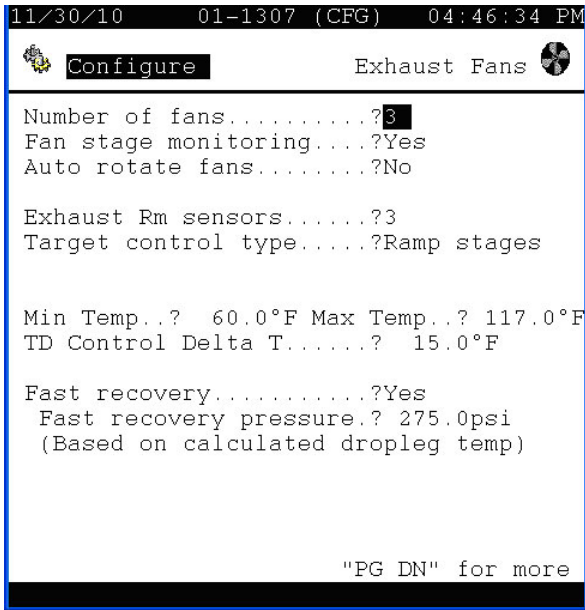 11/30/10 01-1307 (CFG) 04:46:34 PM
Configure Exhaust Fans
Number of fans..........?3
Fan stage monitoring....?Yes
Auto rotate fans........?No
Exhaust Rm sensors......?3
Target control type.....?Ramp stages
Min Temp..? 60.0°F Max Temp..? 117.0°F
TD Control Delta T......? 15.0°F
Fast recovery...........?Yes
Fast recovery pressure.? 275.0psi
(Based on calculated dropleg temp)
"PG DN" for more